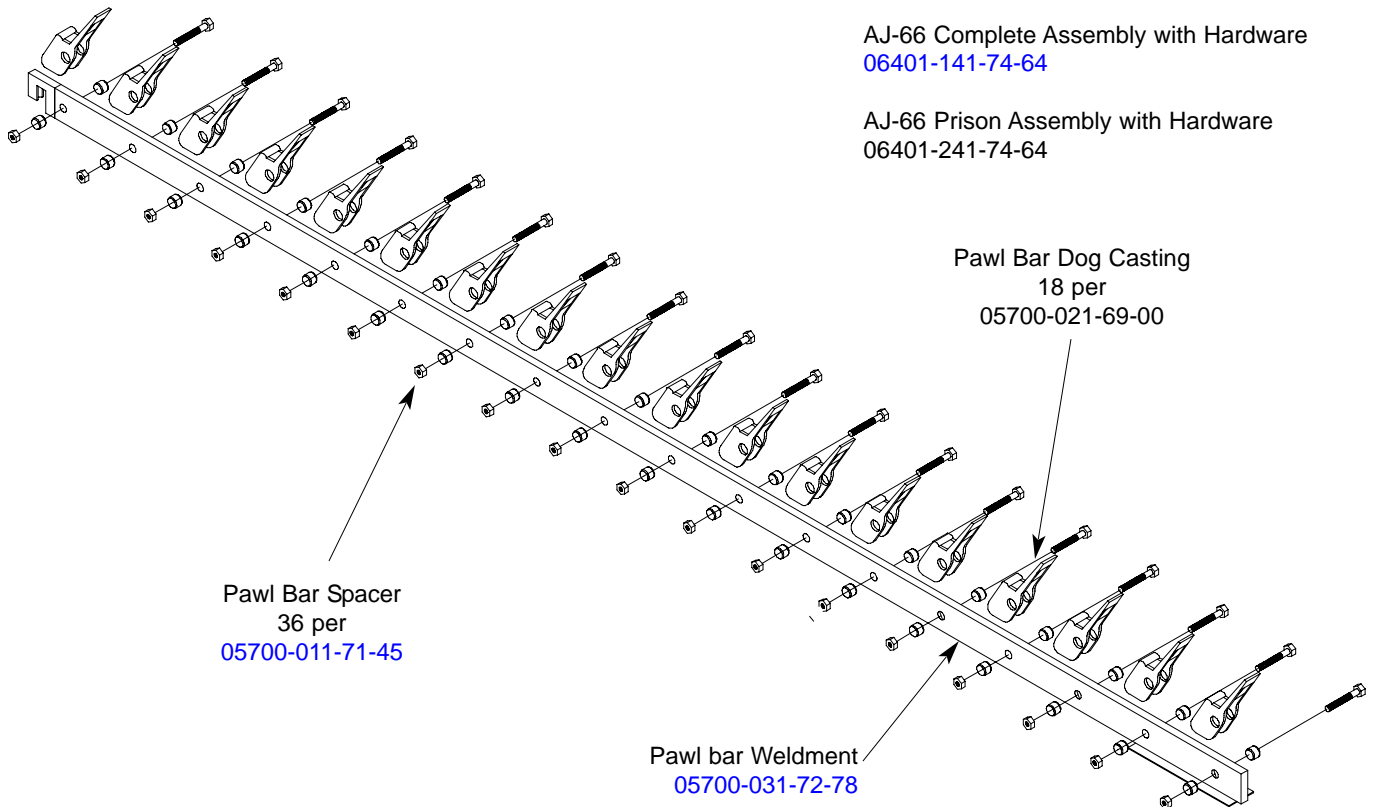 AJ-66 Complete Assembly with Hardware
06401-141-74-64
AJ-66 Prison Assembly with Hardware
06401-241-74-64
Pawl Bar Dog Casting
18 per
05700-021-69-00
Pawl Bar Spacer
36 per
05700-011-71-45
Pawl bar Weldment
05700-031-72-78